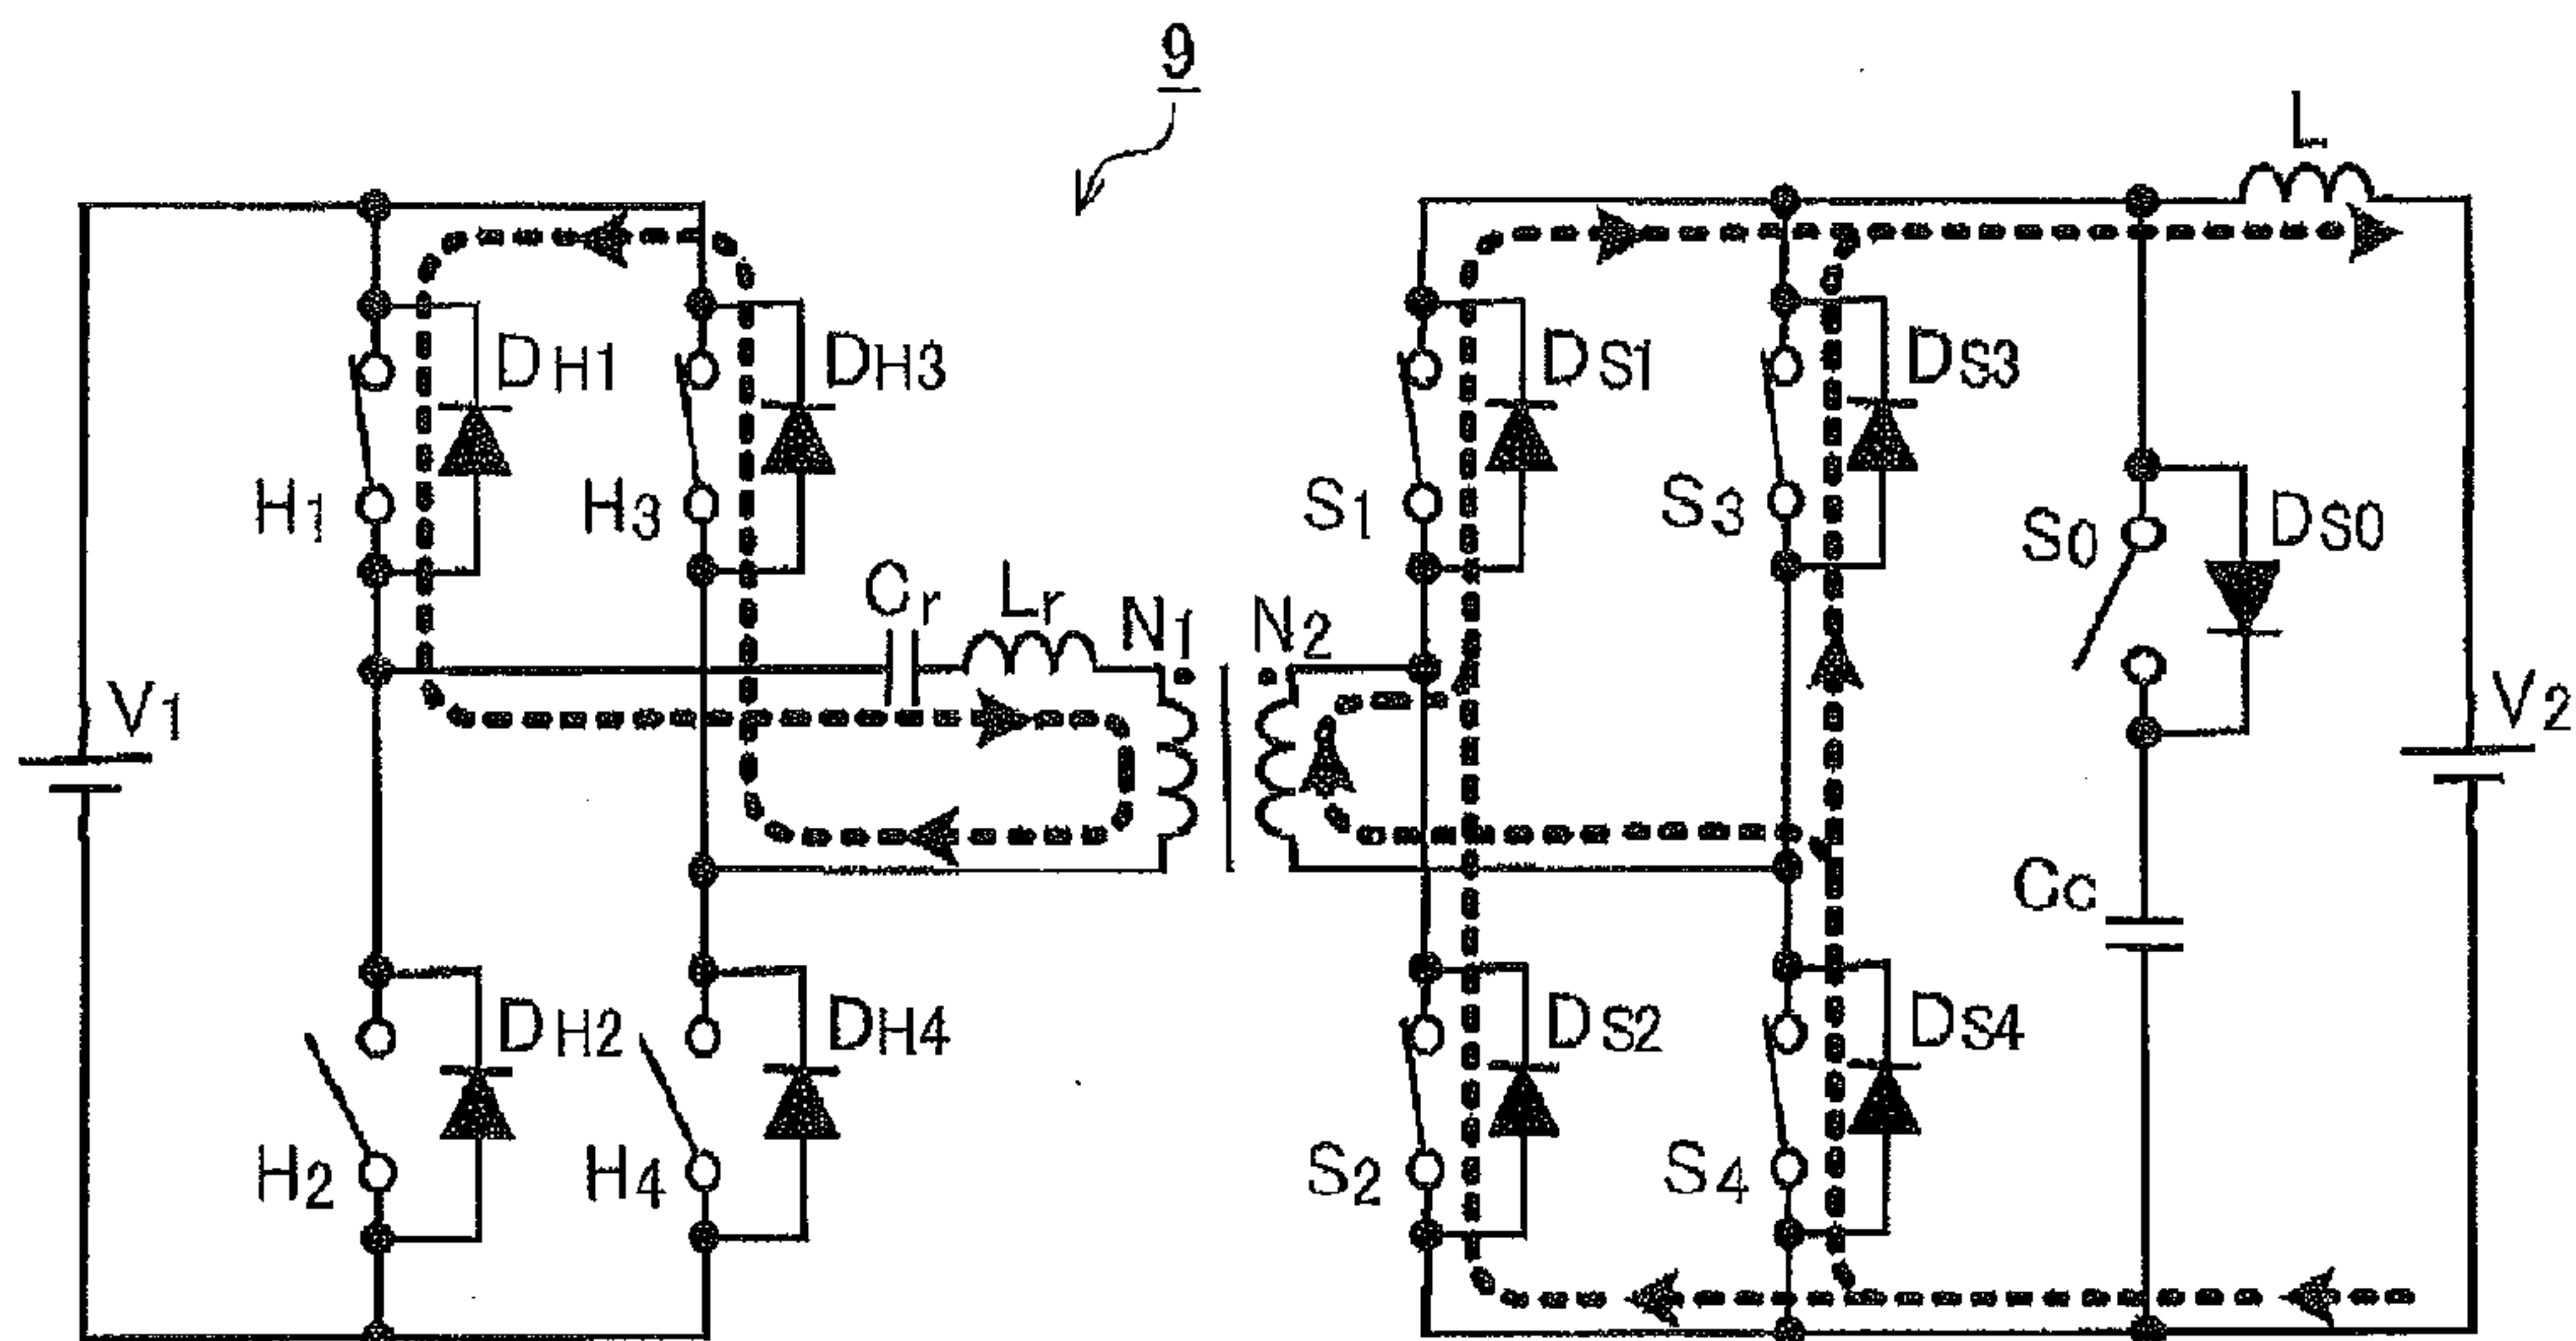 9
L
DH1 DH3 DS1 DS3
H1 H3 S1 S3 S0 DS0
Cr Lr N1 N2
V1 V2
Cc
DH2 DH4 DS2 DS4
H2 H4 S2 S4